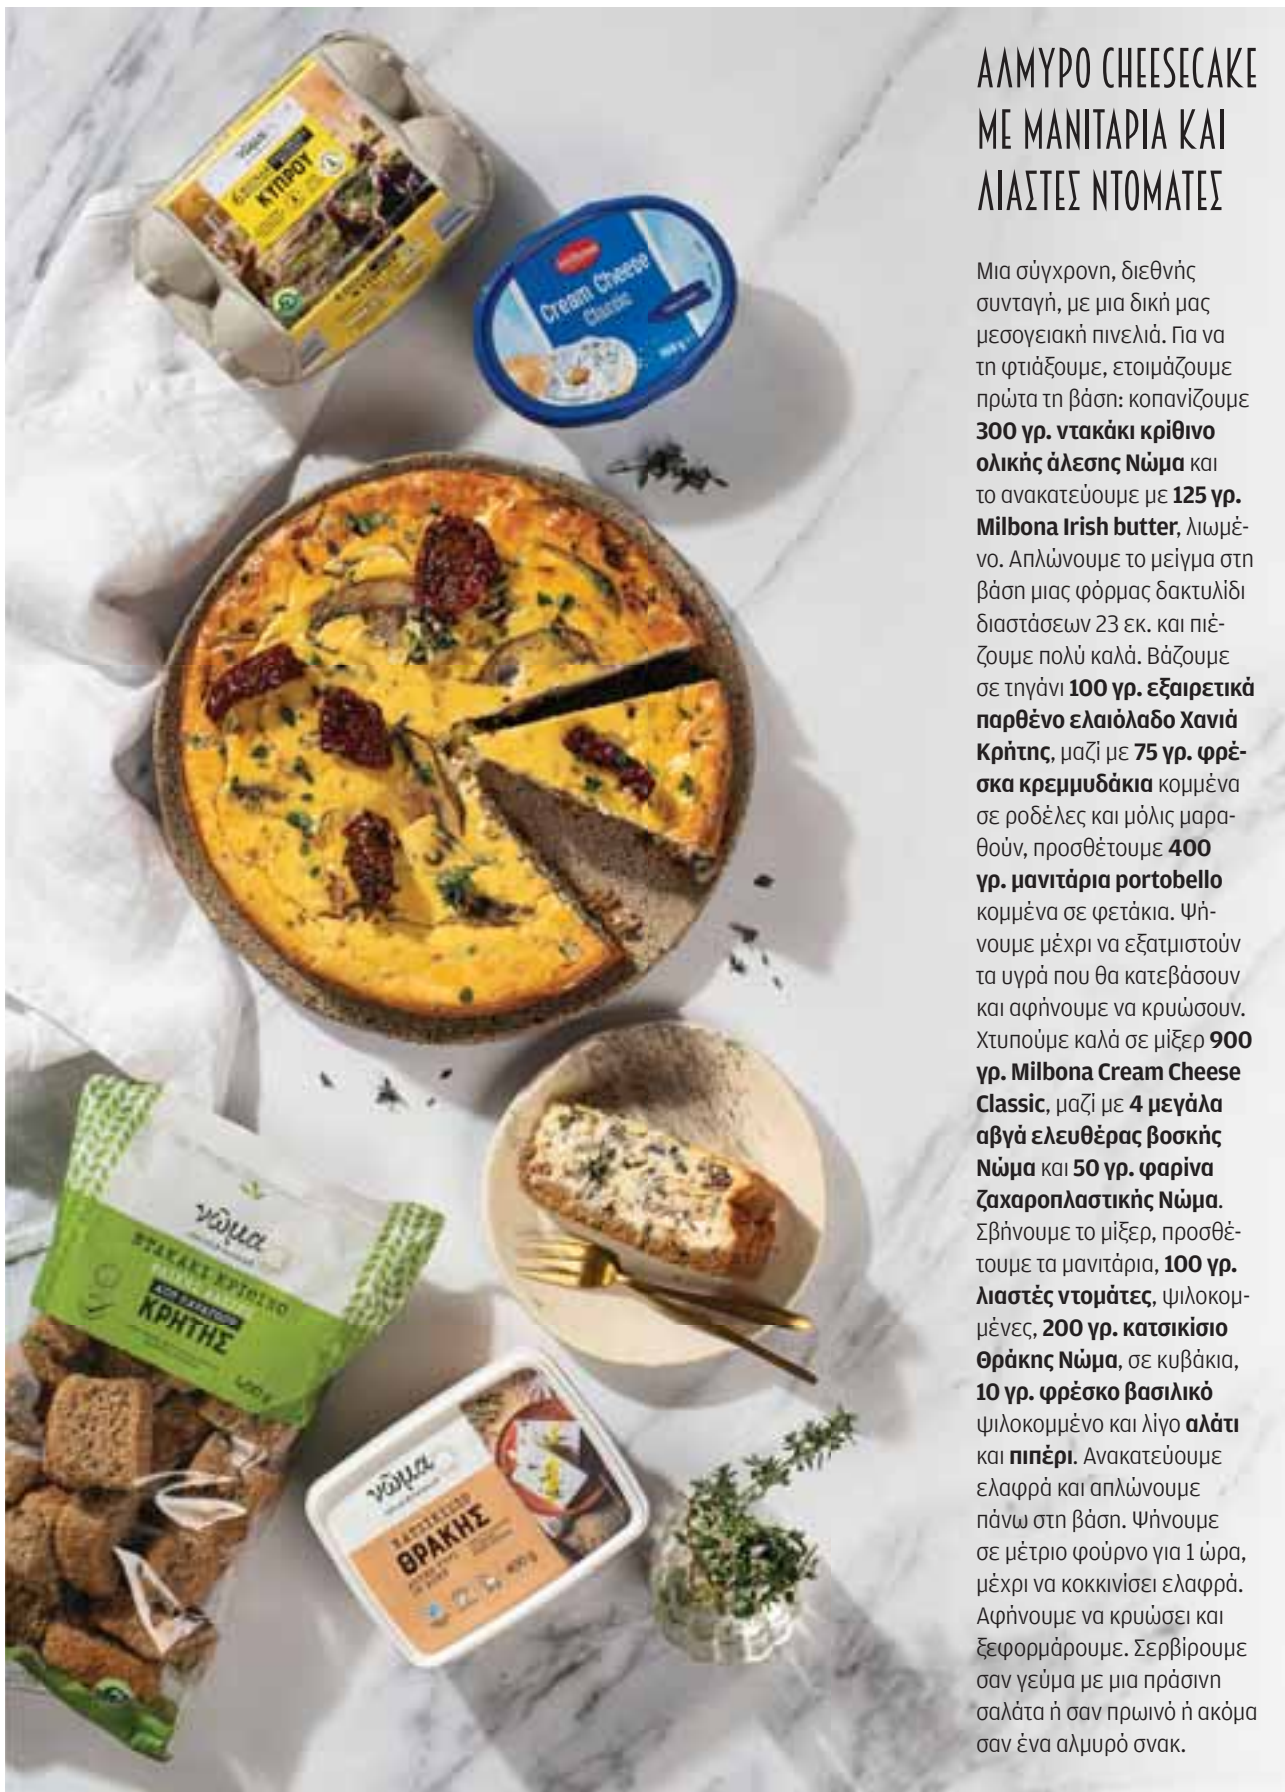 ΑΛΜΥΡΟ CHEESECAKE
ΜΕ ΜΑΝΙΤΑΡΙΑ ΚΑΙ
ΛΙΑΣΤΕΣ ΝΤΟΜΑΤΕΣ
Μια σύγχρονη, διεθνής
συνταγή, με μια δική μας
μεσογειακή πινελιά. Για να
τη φτιάξουμε, ετοιμάζουμε
πρώτα τη βάση: κοπανίζουμε
300 γρ. ντακάκι κρίθινο
ολικής άλεσης Νώμα και
το ανακατεύουμε με 125 γρ.
Milbona Irish butter, λιωμέ-
νο. Απλώνουμε το μείγμα στη
βάση μιας φόρμας δακτυλίδι
διαστάσεων 23 εκ. και πιέ-
ζουμε πολύ καλά. Βάζουμε
σε τηγάνι 100 γρ. εξαιρετικά
παρθένο ελαιόλαδο Χανιά
Κρήτης, μαζί με 75 γρ. φρέ-
σκα κρεμμυδάκια κομμένα
σε ροδέλες και μόλις μαρα-
θούν, προσθέτουμε 400
γρ. μανιτάρια portobello
κομμένα σε φετάκια. Ψή-
νουμε μέχρι να εξατμιστούν
τα υγρά που θα κατεβάσουν
και αφήνουμε να κρυώσουν.
Χτυπούμε καλά σε μίξερ 900
γρ. Milbona Cream Cheese
Classic, μαζί με 4 μεγάλα
αβγά ελευθέρας βοσκής
Νώμα και 50 γρ. φαρίνα
ζαχαροπλαστικής Νώμα.
Σβήνουμε το μίξερ, προσθέ-
τουμε τα μανιτάρια, 100 γρ.
λιαστές ντομάτες, ψιλοκομ-
μένες, 200 γρ. κατσικίσιο
Θράκης Νώμα, σε κυβάκια,
10 γρ. φρέσκο βασιλικό
ψιλοκομμένο και λίγο αλάτι
και πιπέρι. Ανακατεύουμε
ελαφρά και απλώνουμε
πάνω στη βάση. Ψήνουμε
σε μέτριο φούρνο για 1 ώρα,
μέχρι να κοκκινίσει ελαφρά.
Αφήνουμε να κρυώσει και
ξεφορμάρουμε. Σερβίρουμε
σαν γεύμα με μια πράσινη
σαλάτα ή σαν πρωινό ή ακόμα
σαν ένα αλμυρό σνακ.
νώμα
ΚΥΠΡΟΥ
Cream Cheese
Classic
νώμα
ΝΤΑΚΑΚΙ ΚΡΙΘΙΝΟ
ΚΡΗΤΗΣ
400 g
νώμα
ΚΑΤΣΙΚΙΣΙΟ
ΘΡΑΚΗΣ
400 g